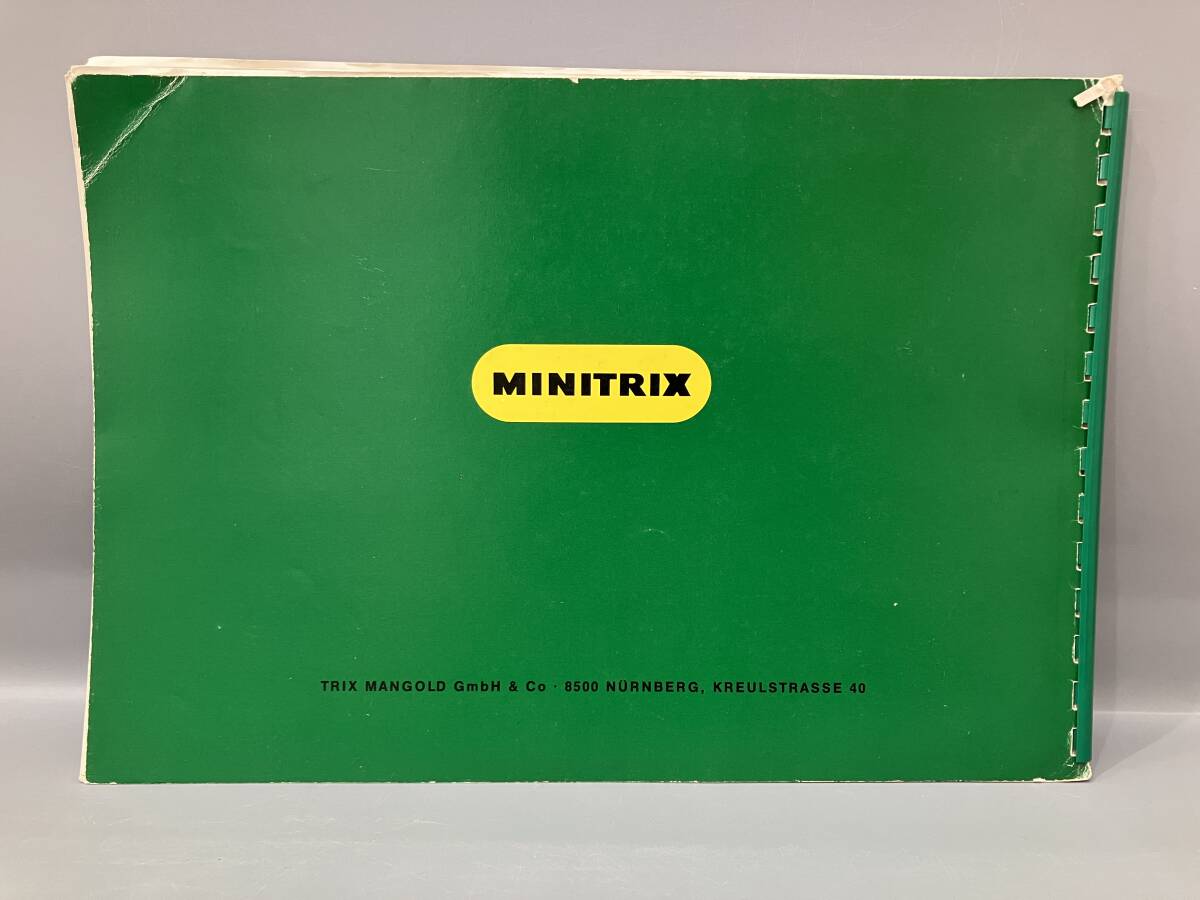 MINITRIX
TRIX MANGOLD GmbH & Co · 8500 NÜRNBERG, KREULSTRASSE 40